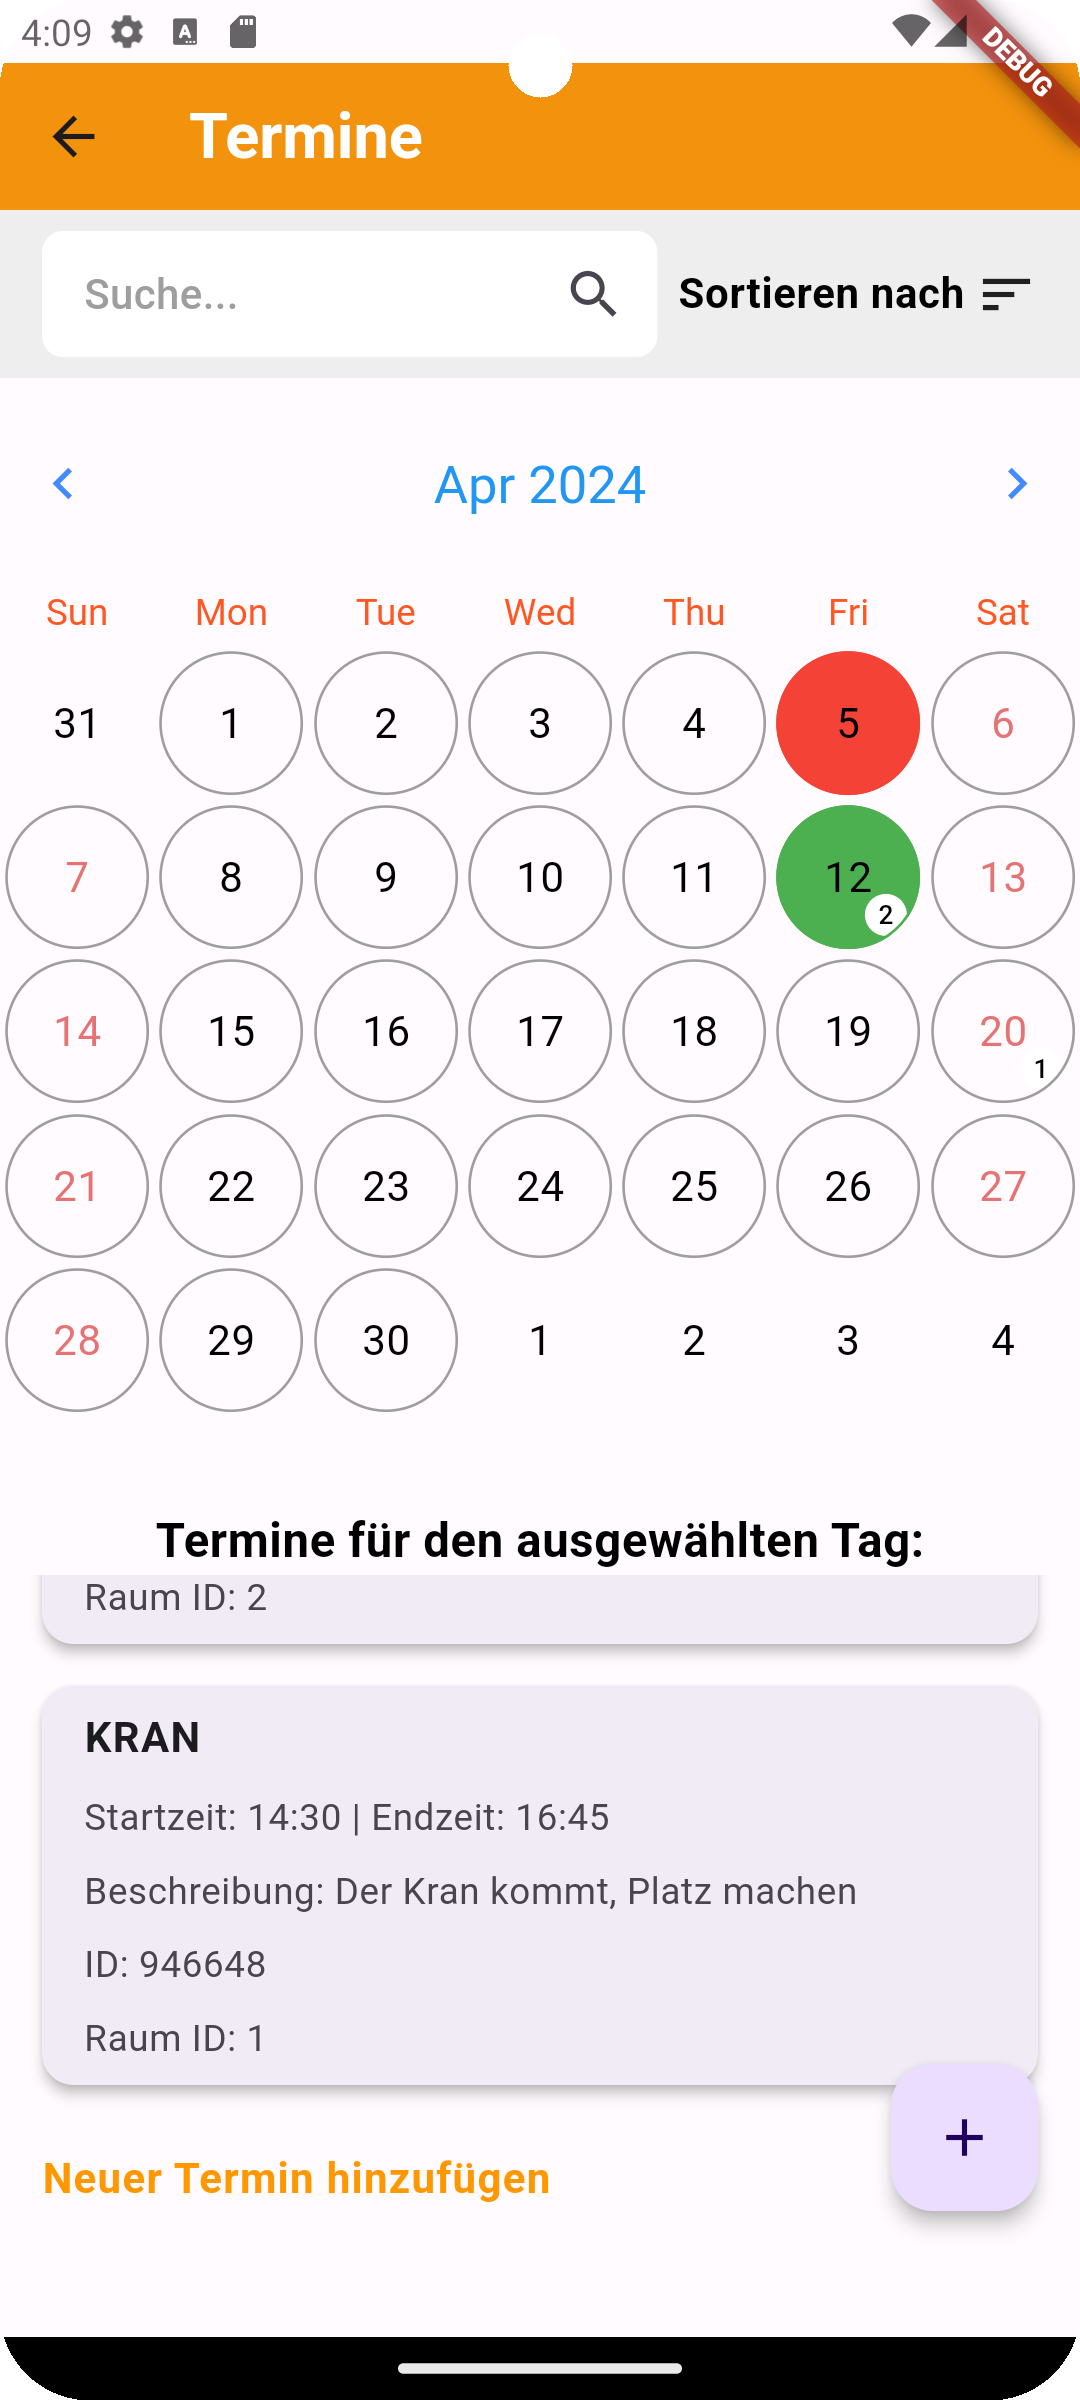 4:09
DEBUG
Termine
Suche...
Sortieren nach
Apr 2024
Sun Mon Tue Wed Thu Fri Sat
31 1 2 3 4 5 6
7 8 9 10 11 12 13
2
14 15 16 17 18 19 20
1
21 22 23 24 25 26 27
28 29 30 1 2 3 4
Termine für den ausgewählten Tag:
Raum ID: 2
KRAN
Startzeit: 14:30 | Endzeit: 16:45
Beschreibung: Der Kran kommt, Platz machen
ID: 946648
Raum ID: 1
Neuer Termin hinzufügen